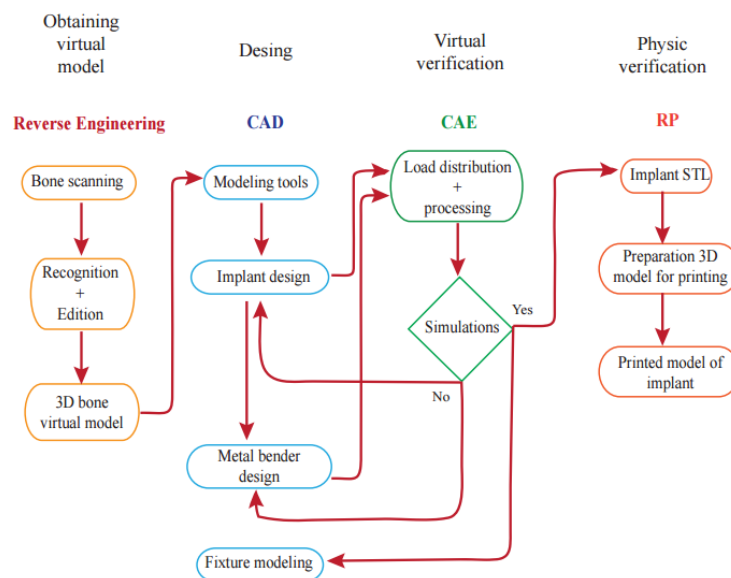 Obtaining
virtual
model
Desing
Virtual
verification
Physic
verification
Reverse Engineering
CAD
CAE
RP
Bone scanning
Recognition
+
Edition
3D bone
virtual model
Modeling tools
Implant design
Metal bender
design
Fixture modeling
Load distribution
+
processing
Simulations
Yes
No
Implant STL
Preparation 3D
model for printing
Printed model of
implant